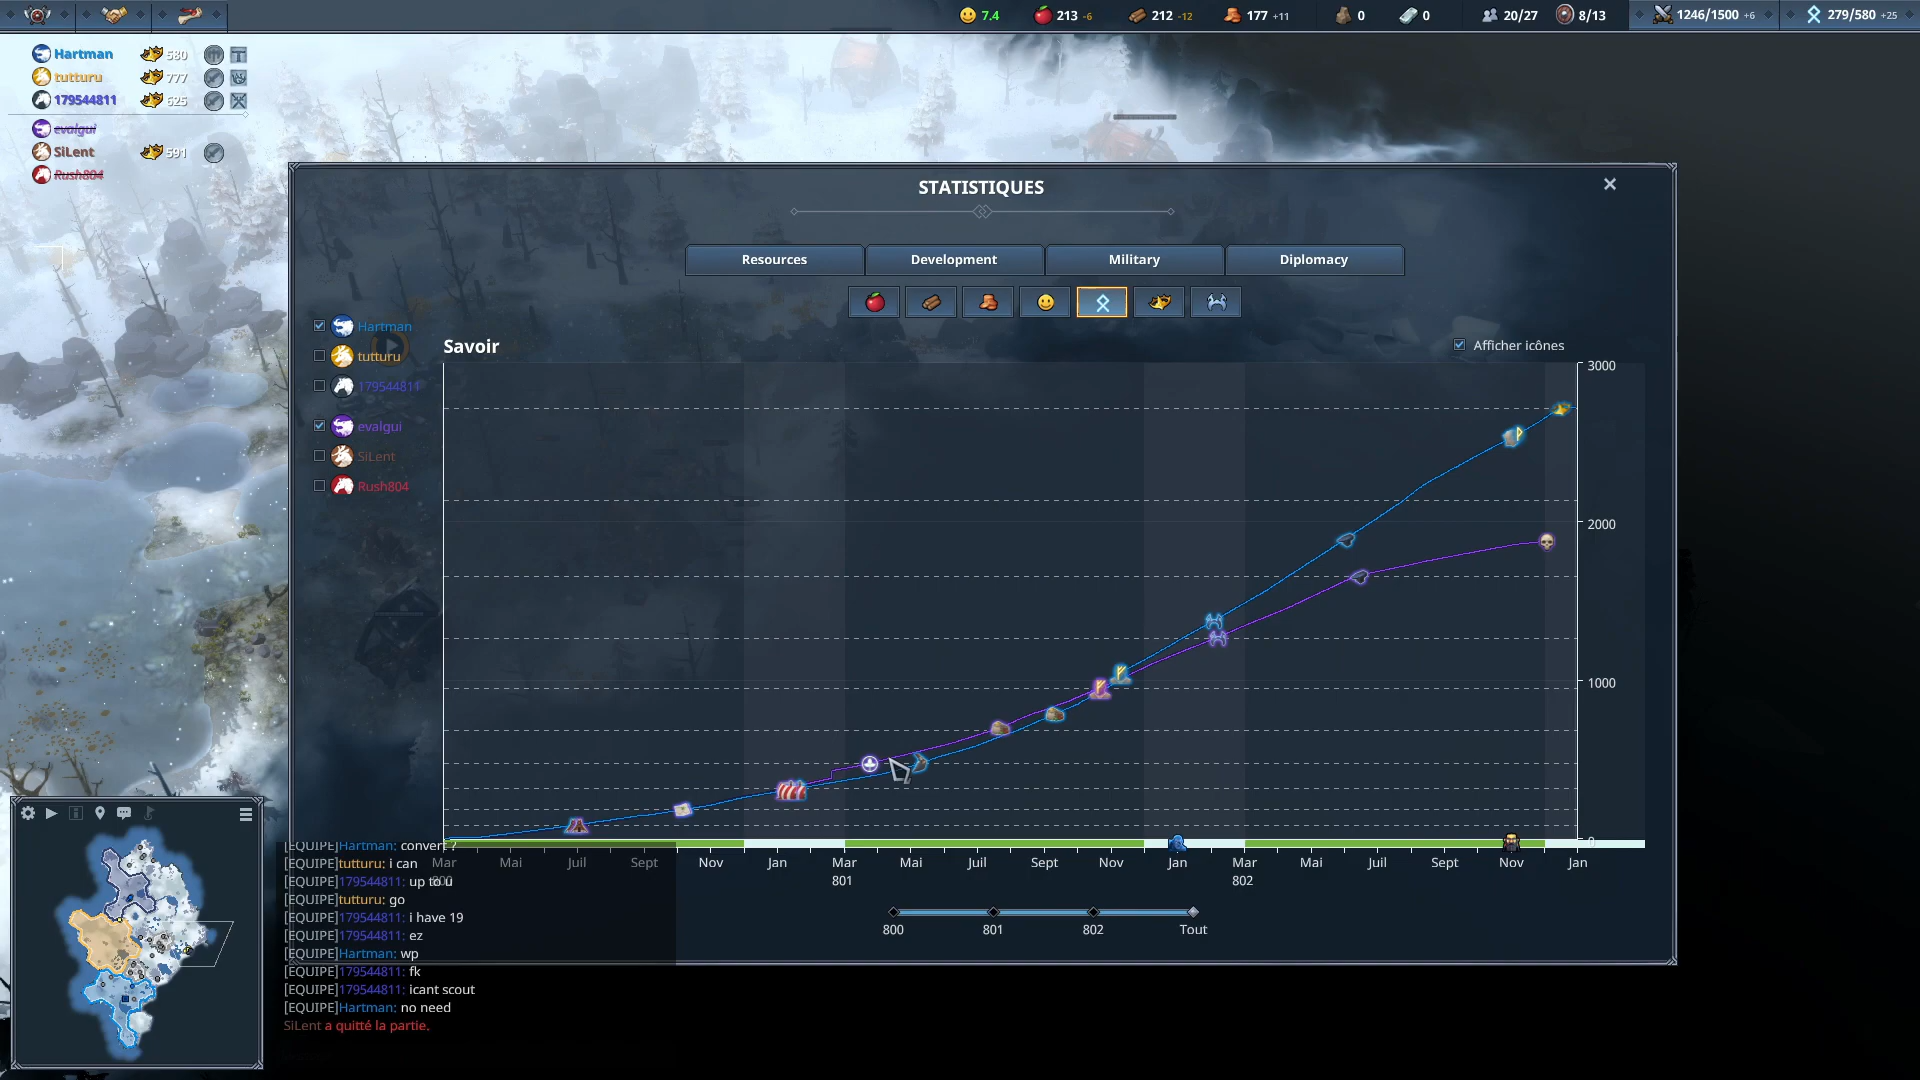 7.4 213 -6 212 -12 177 +11 0 0 20/27 8/13 1246/1500 +6 279/580 +25
Hartman 580
tutturu 777
179544811 625
evalgui
SiLent 591
Rush804
STATISTIQUES
Resources Development Military Diplomacy
Hartman
tutturu
179544811
evalgui
SiLent
Rush804
Savoir
Afficher icônes
3000
2000
1000
0
Mar Mai Juil Sept Nov Jan Mar Mai Juil Sept Nov Jan Mar Mai Juil Sept Nov Jan
800 801 802
800 801 802 Tout
[EQUIPE]Hartman: convert ?
[EQUIPE]tutturu: i can
[EQUIPE]179544811: up to u
[EQUIPE]tutturu: go
[EQUIPE]179544811: i have 19
[EQUIPE]179544811: ez
[EQUIPE]Hartman: wp
[EQUIPE]179544811: fk
[EQUIPE]179544811: icant scout
[EQUIPE]Hartman: no need
SiLent a quitté la partie.